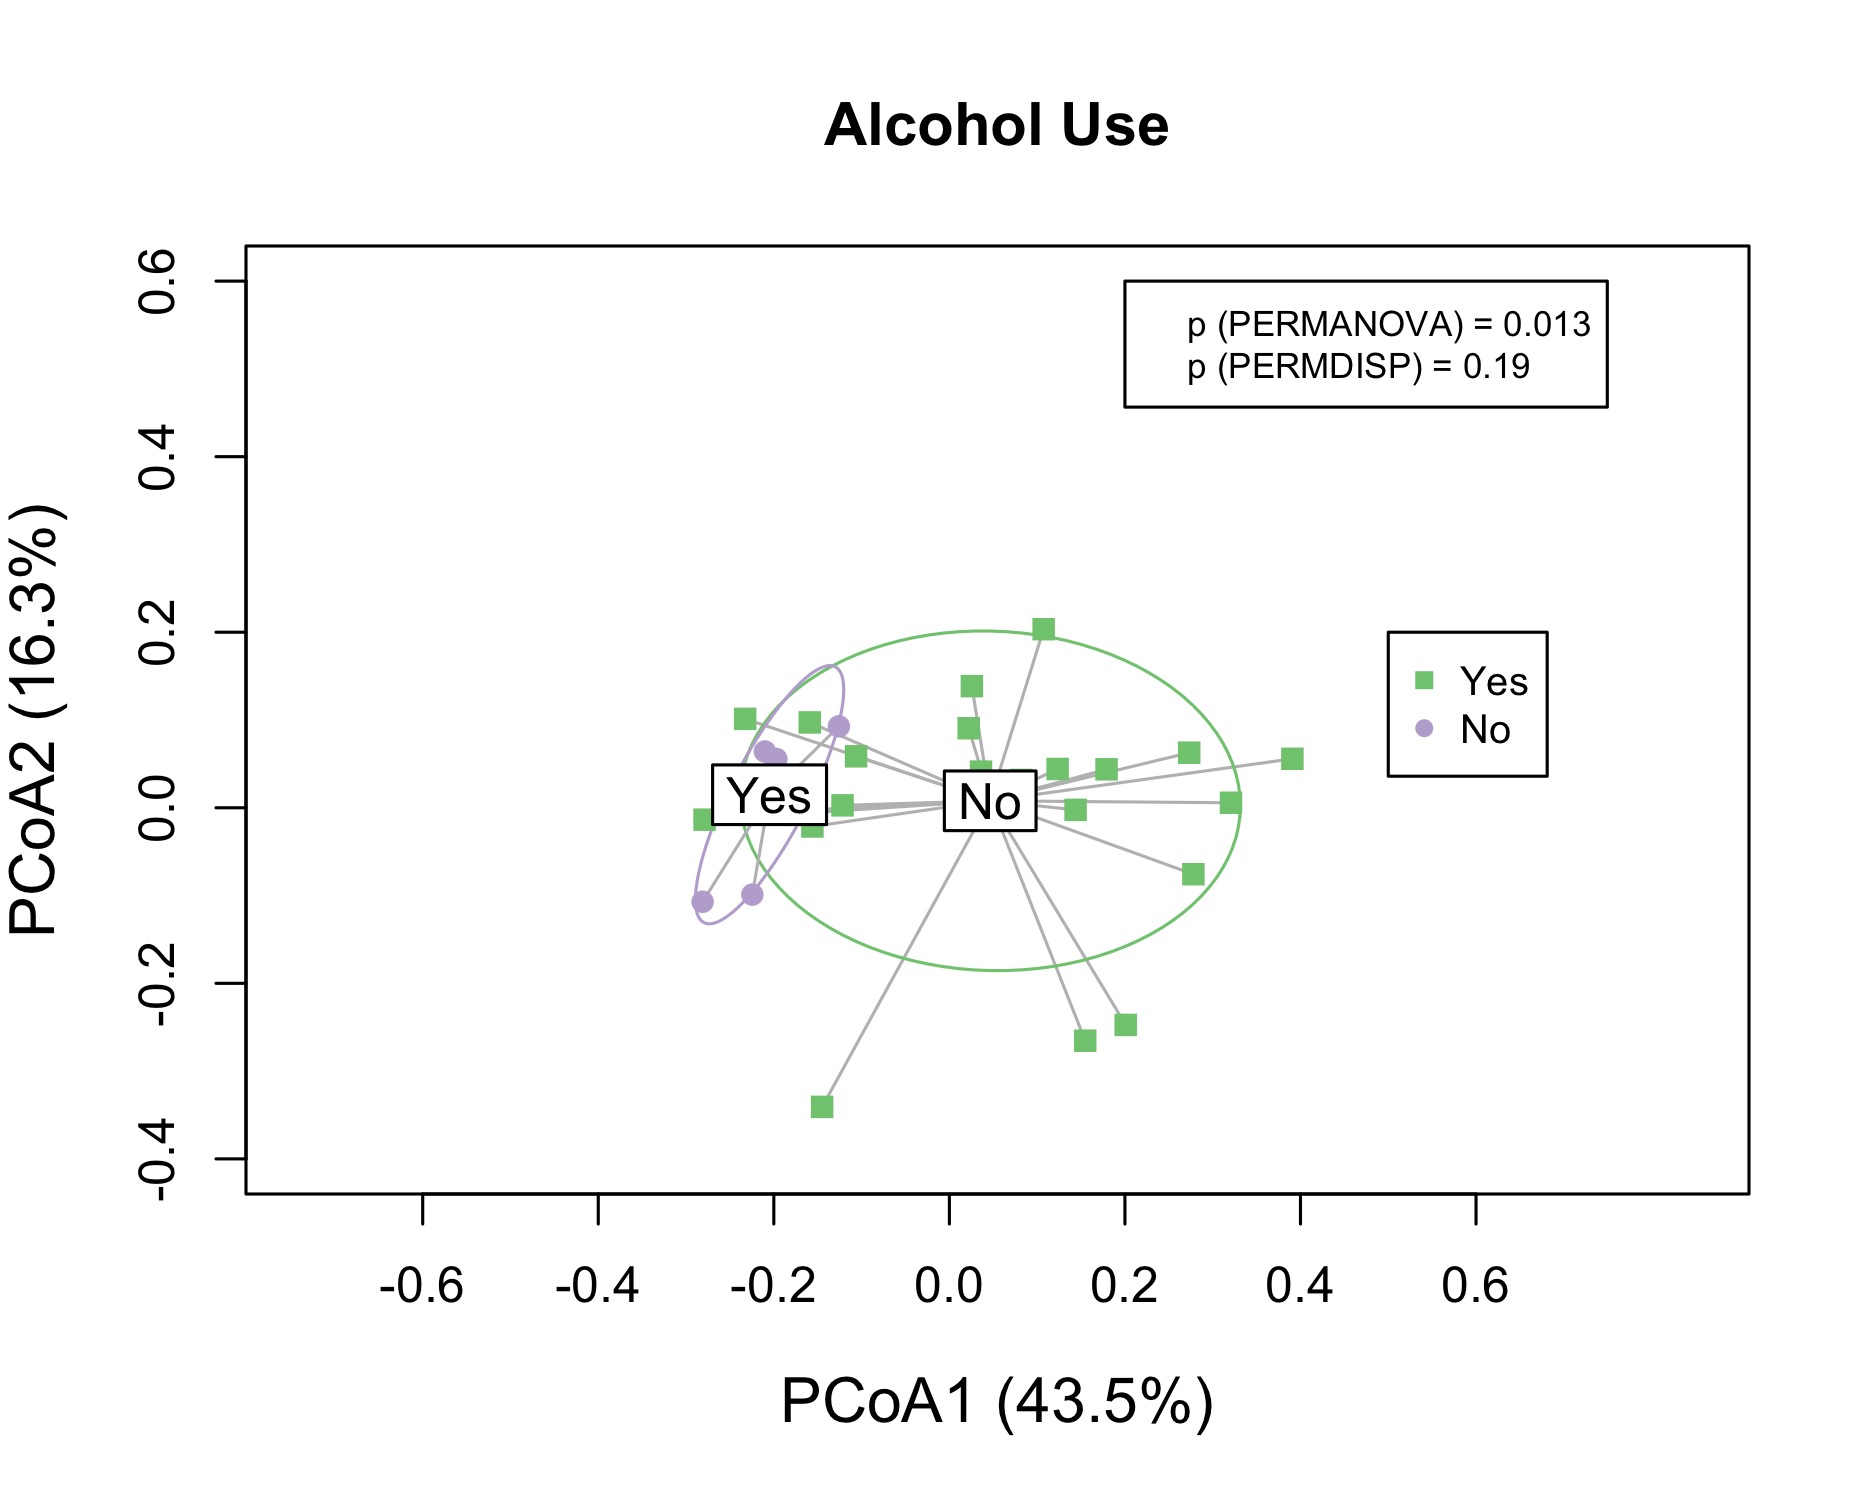 Alcohol Use
p (PERMANOVA) = 0.013
p (PERMDISP) = 0.19
PCoA2 (16.3%)
0.6
0.4
0.2
0.0
-0.2
-0.4
Yes
No
Yes
No
-0.6 -0.4 -0.2 0.0 0.2 0.4 0.6
PCoA1 (43.5%)